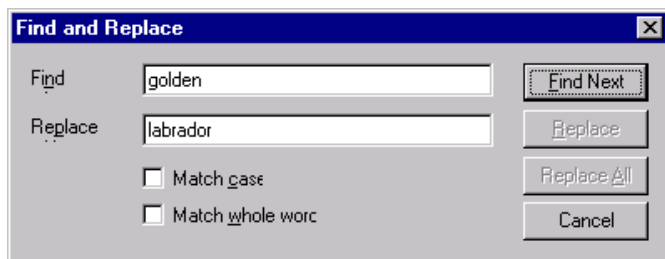 Find and Replace
Find golden Find Next
Replace labrador Replace
Match case Replace All
Match whole word Cancel